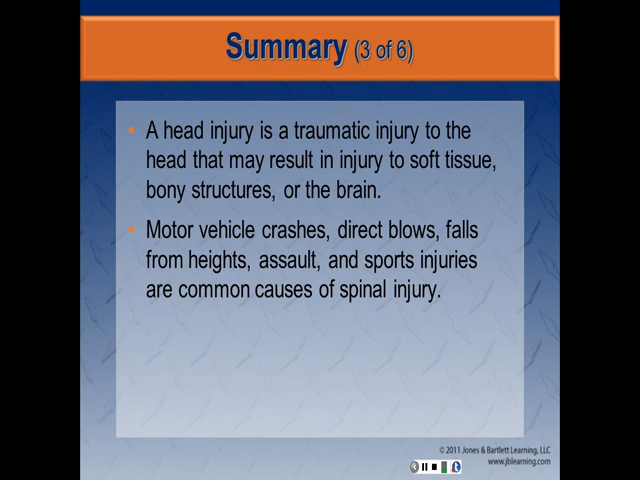 Summary (3 of 6)
• A head injury is a traumatic injury to the
head that may result in injury to soft tissue,
bony structures, or the brain.
• Motor vehicle crashes, direct blows, falls
from heights, assault, and sports injuries
are common causes of spinal injury.
© 2011 Jones & Bartlett Learning, LLC
www.jblearning.com